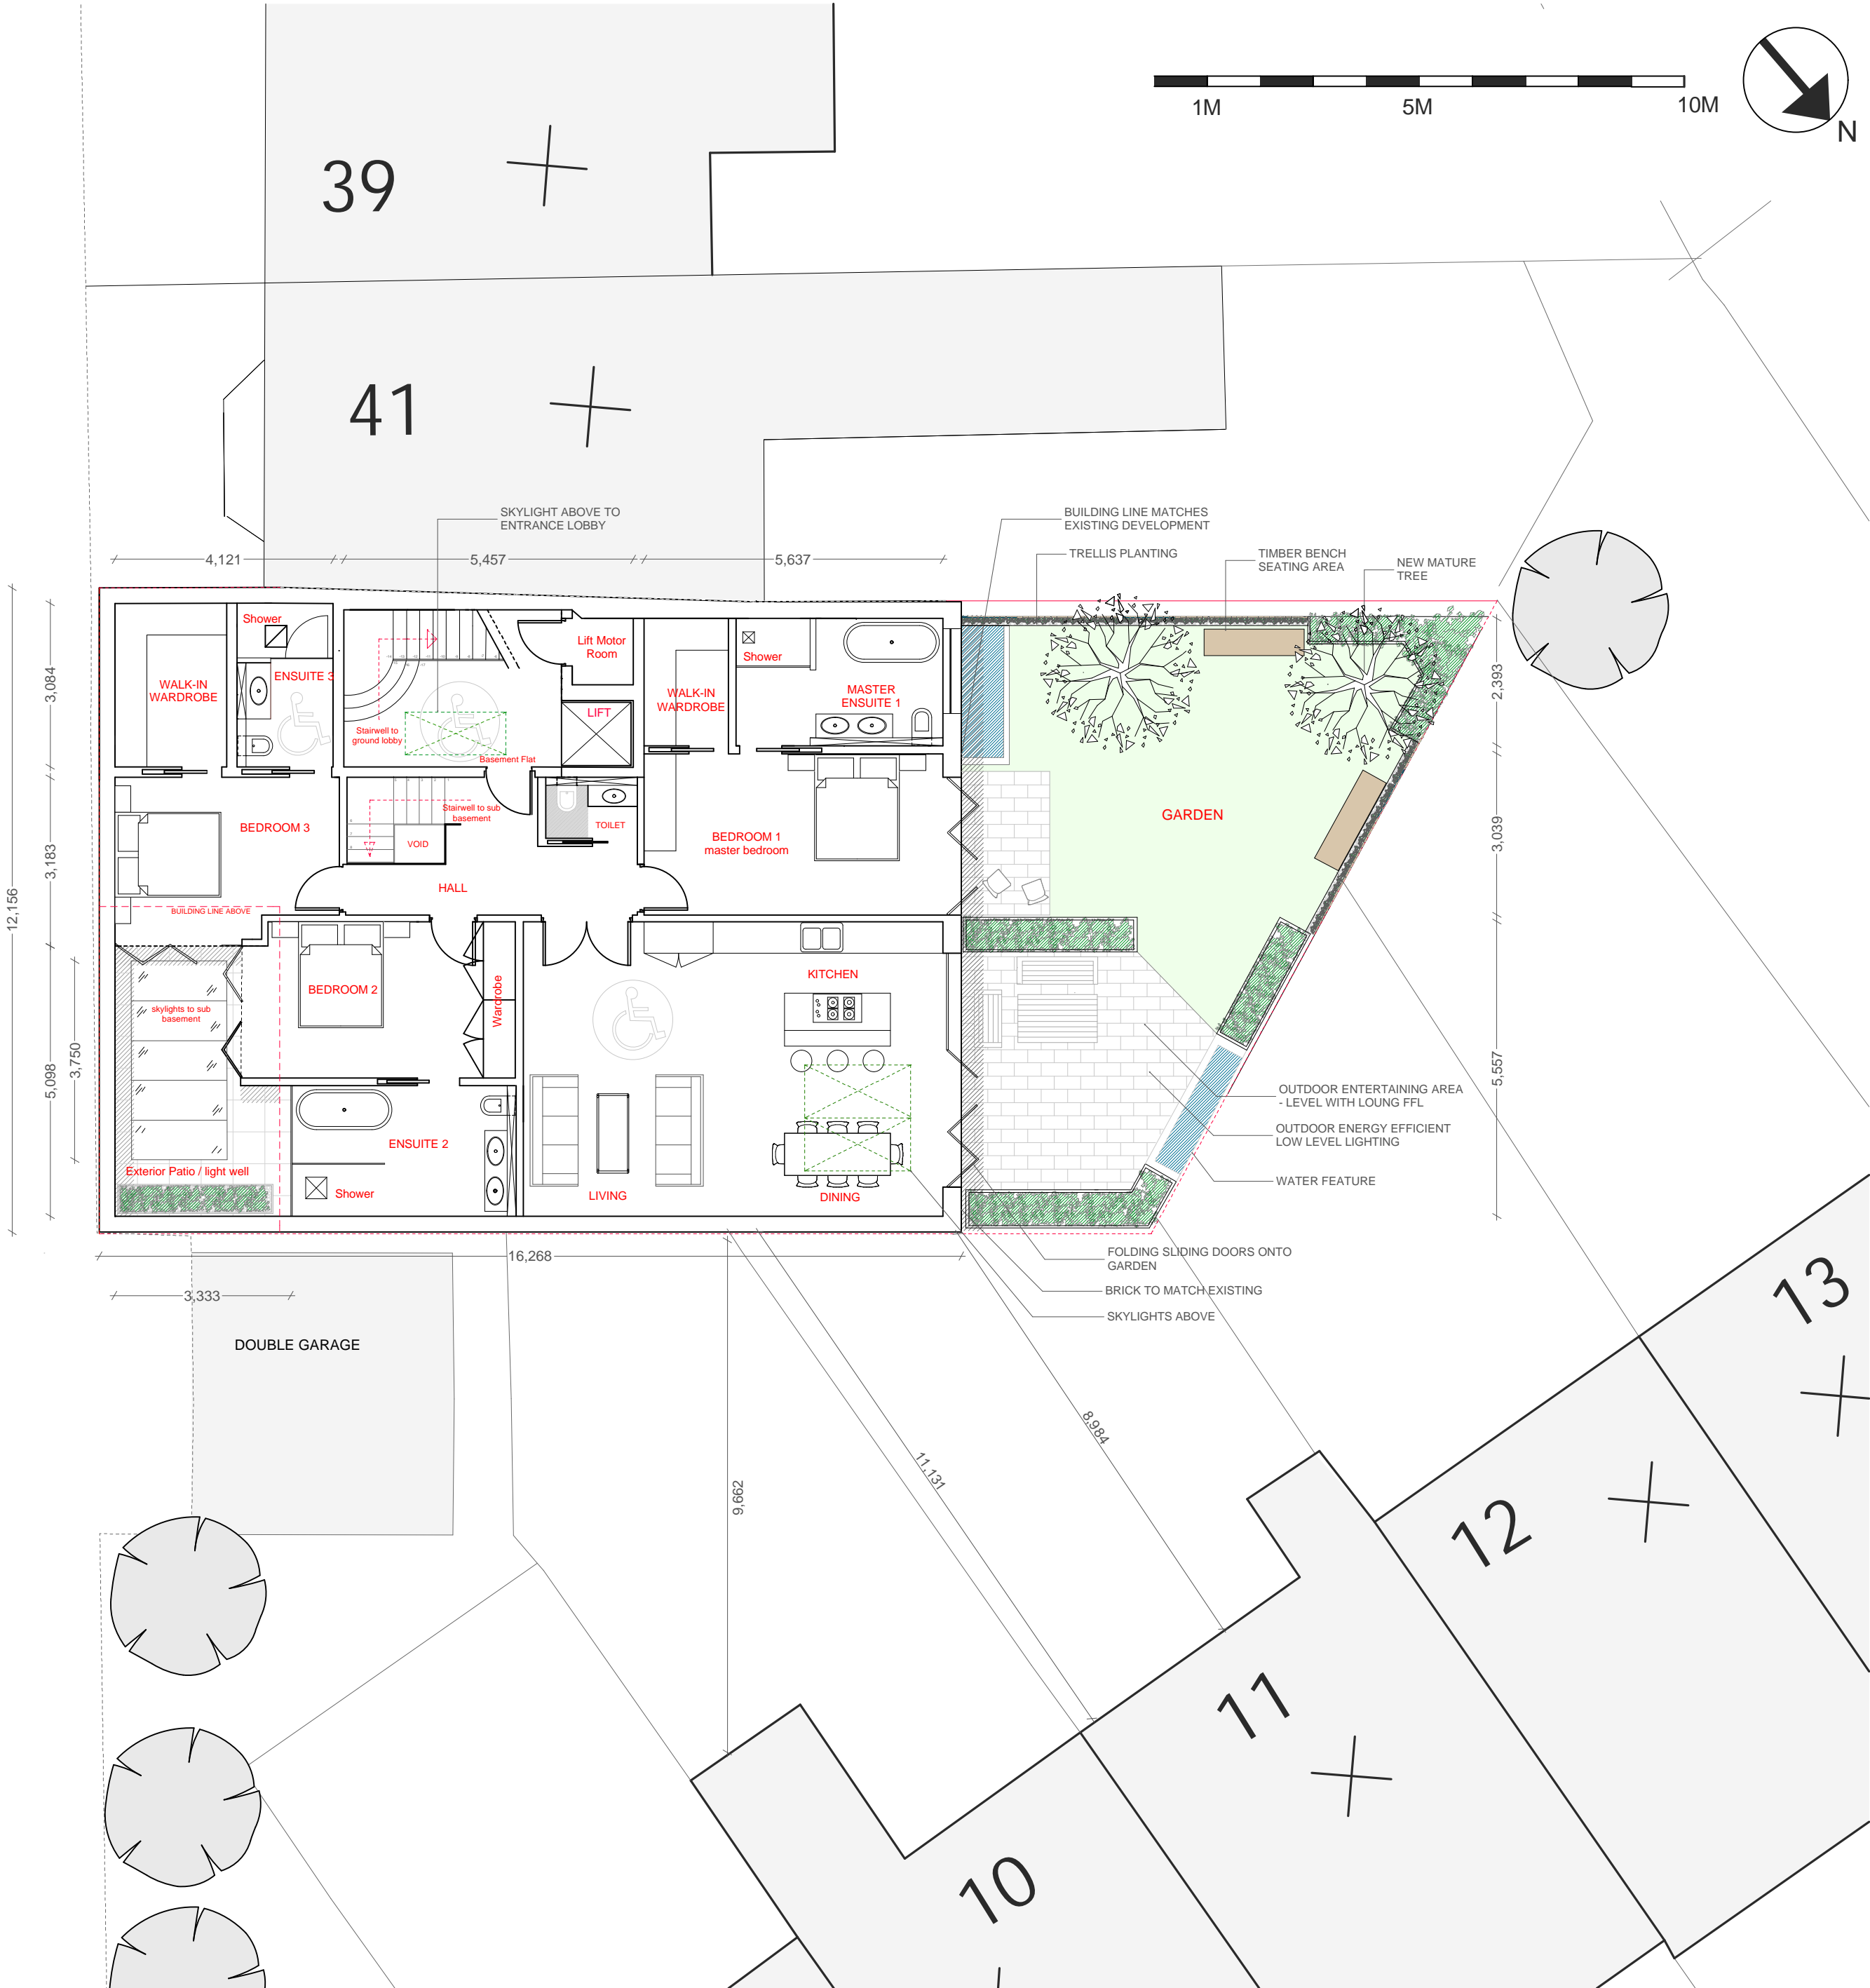 1M
5M
10M
N
39
41
SKYLIGHT ABOVE TO
ENTRANCE LOBBY
BUILDING LINE MATCHES
EXISTING DEVELOPMENT
TRELLIS PLANTING
TIMBER BENCH
SEATING AREA
NEW MATURE
TREE
4,121
5,457
5,637
12,156
3,084
3,183
5,098
3,750
Shower
ENSUITE 3
WALK-IN
WARDROBE
Stairwell to
ground lobby
Basement Flat
Lift Motor
Room
LIFT
WALK-IN
WARDROBE
Shower
MASTER
ENSUITE 1
2,393
3,039
5,557
BEDROOM 3
Stairwell to sub
basement
VOID
TOILET
BEDROOM 1
master bedroom
GARDEN
HALL
BUILDING LINE ABOVE
BEDROOM 2
Wardrobe
KITCHEN
skylights to sub
basement
ENSUITE 2
Exterior Patio / light well
Shower
LIVING
DINING
OUTDOOR ENTERTAINING AREA
- LEVEL WITH LOUNG FFL
OUTDOOR ENERGY EFFICIENT
LOW LEVEL LIGHTING
WATER FEATURE
FOLDING SLIDING DOORS ONTO
GARDEN
BRICK TO MATCH EXISTING
SKYLIGHTS ABOVE
16,268
3,333
DOUBLE GARAGE
9,662
11,131
8,984
13
12
11
10